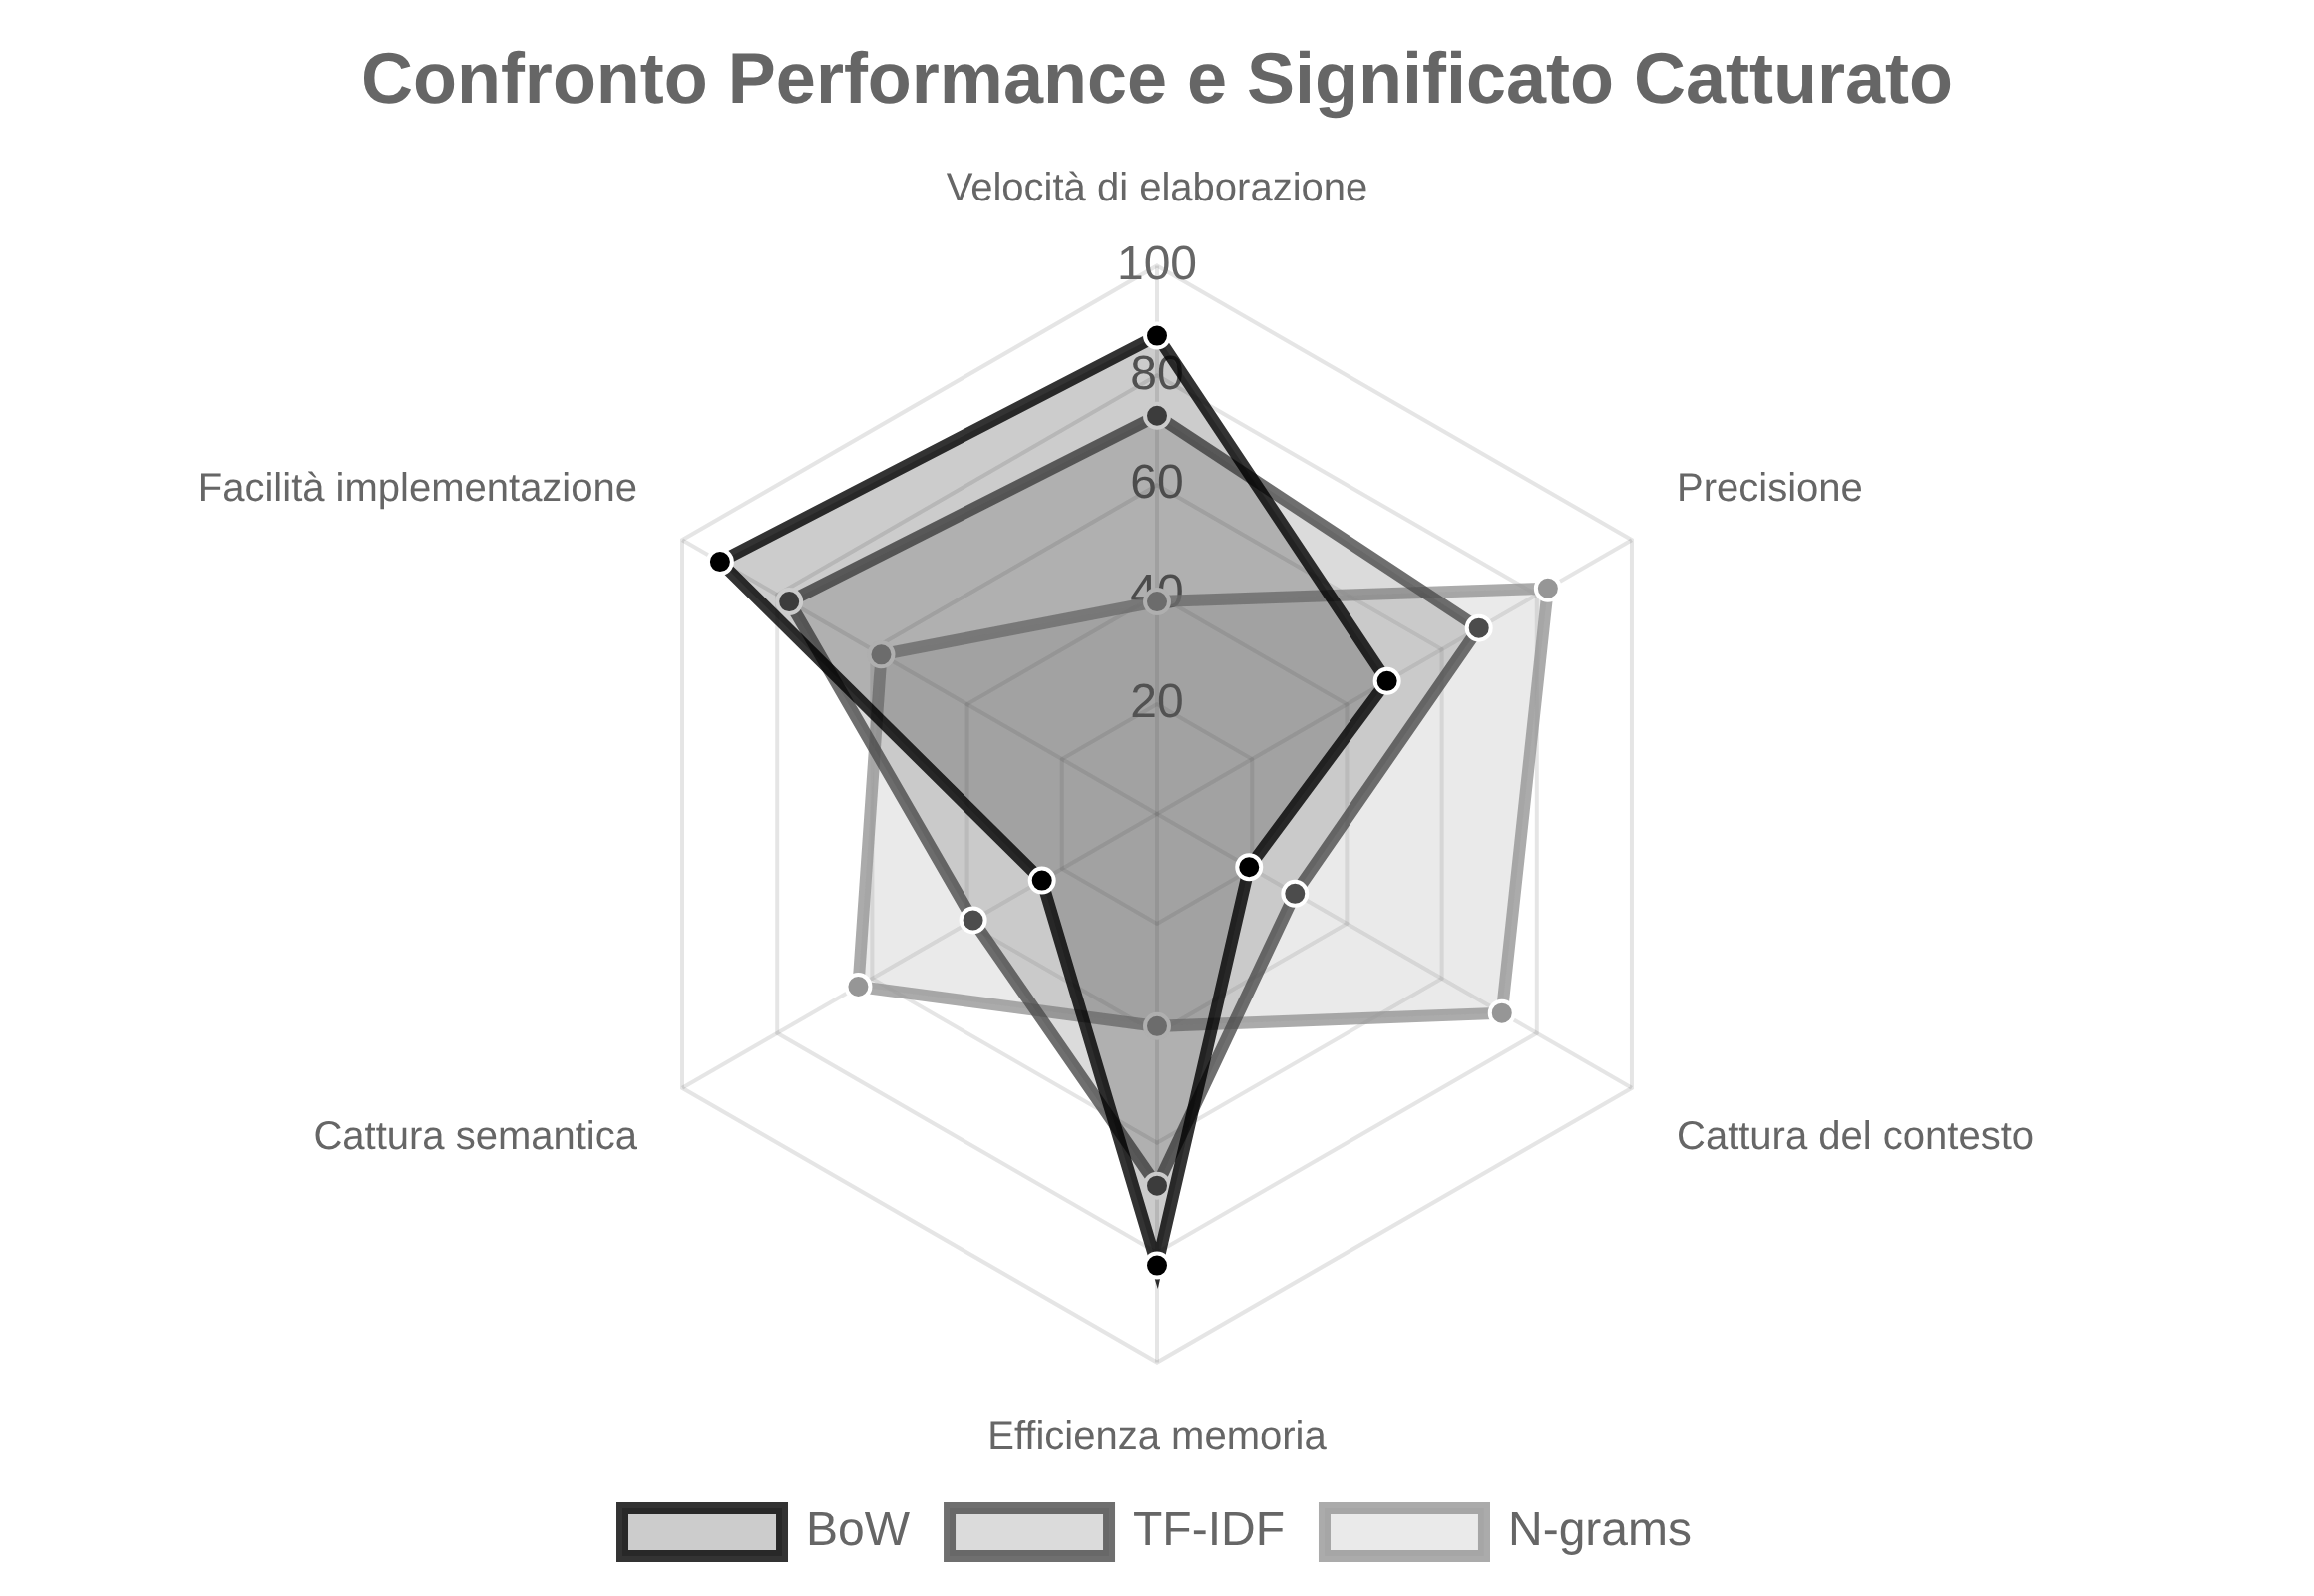 Confronto Performance e Significato Catturato
Velocità di elaborazione
100
80
60
40
20
Facilità implementazione
Precisione
Cattura semantica
Cattura del contesto
Efficienza memoria
BoW TF-IDF N-grams